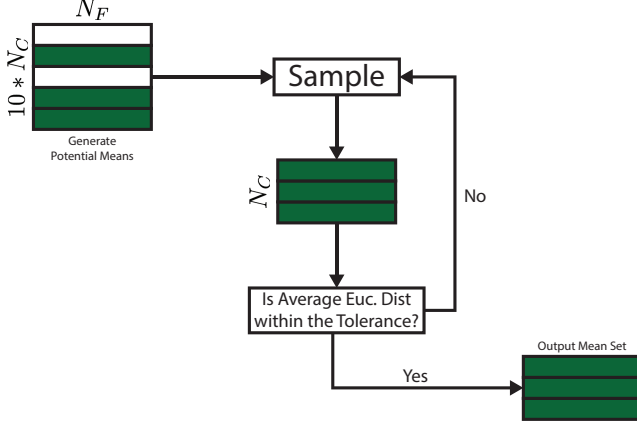 N_F
10 * N_C
Generate
Potential Means
Sample
N_C
No
Is Average Euc. Dist
within the Tolerance?
Yes
Output Mean Set